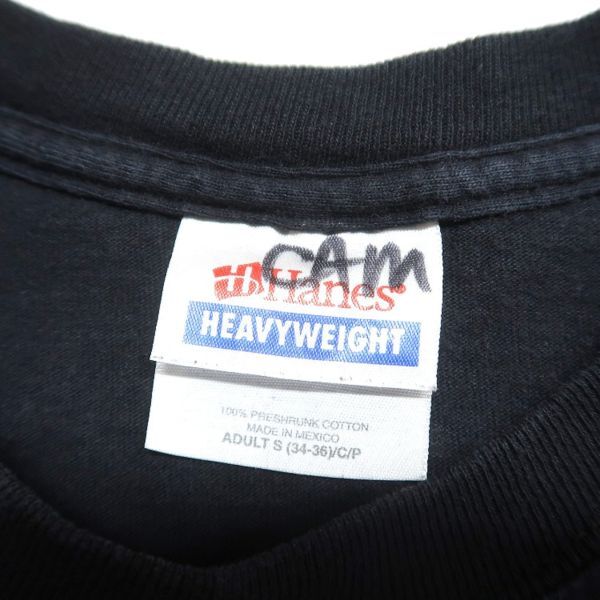 CAM
Hanes®
HEAVYWEIGHT
100% PRESHRUNK COTTON
MADE IN MEXICO
ADULT S (34-36)/C/P